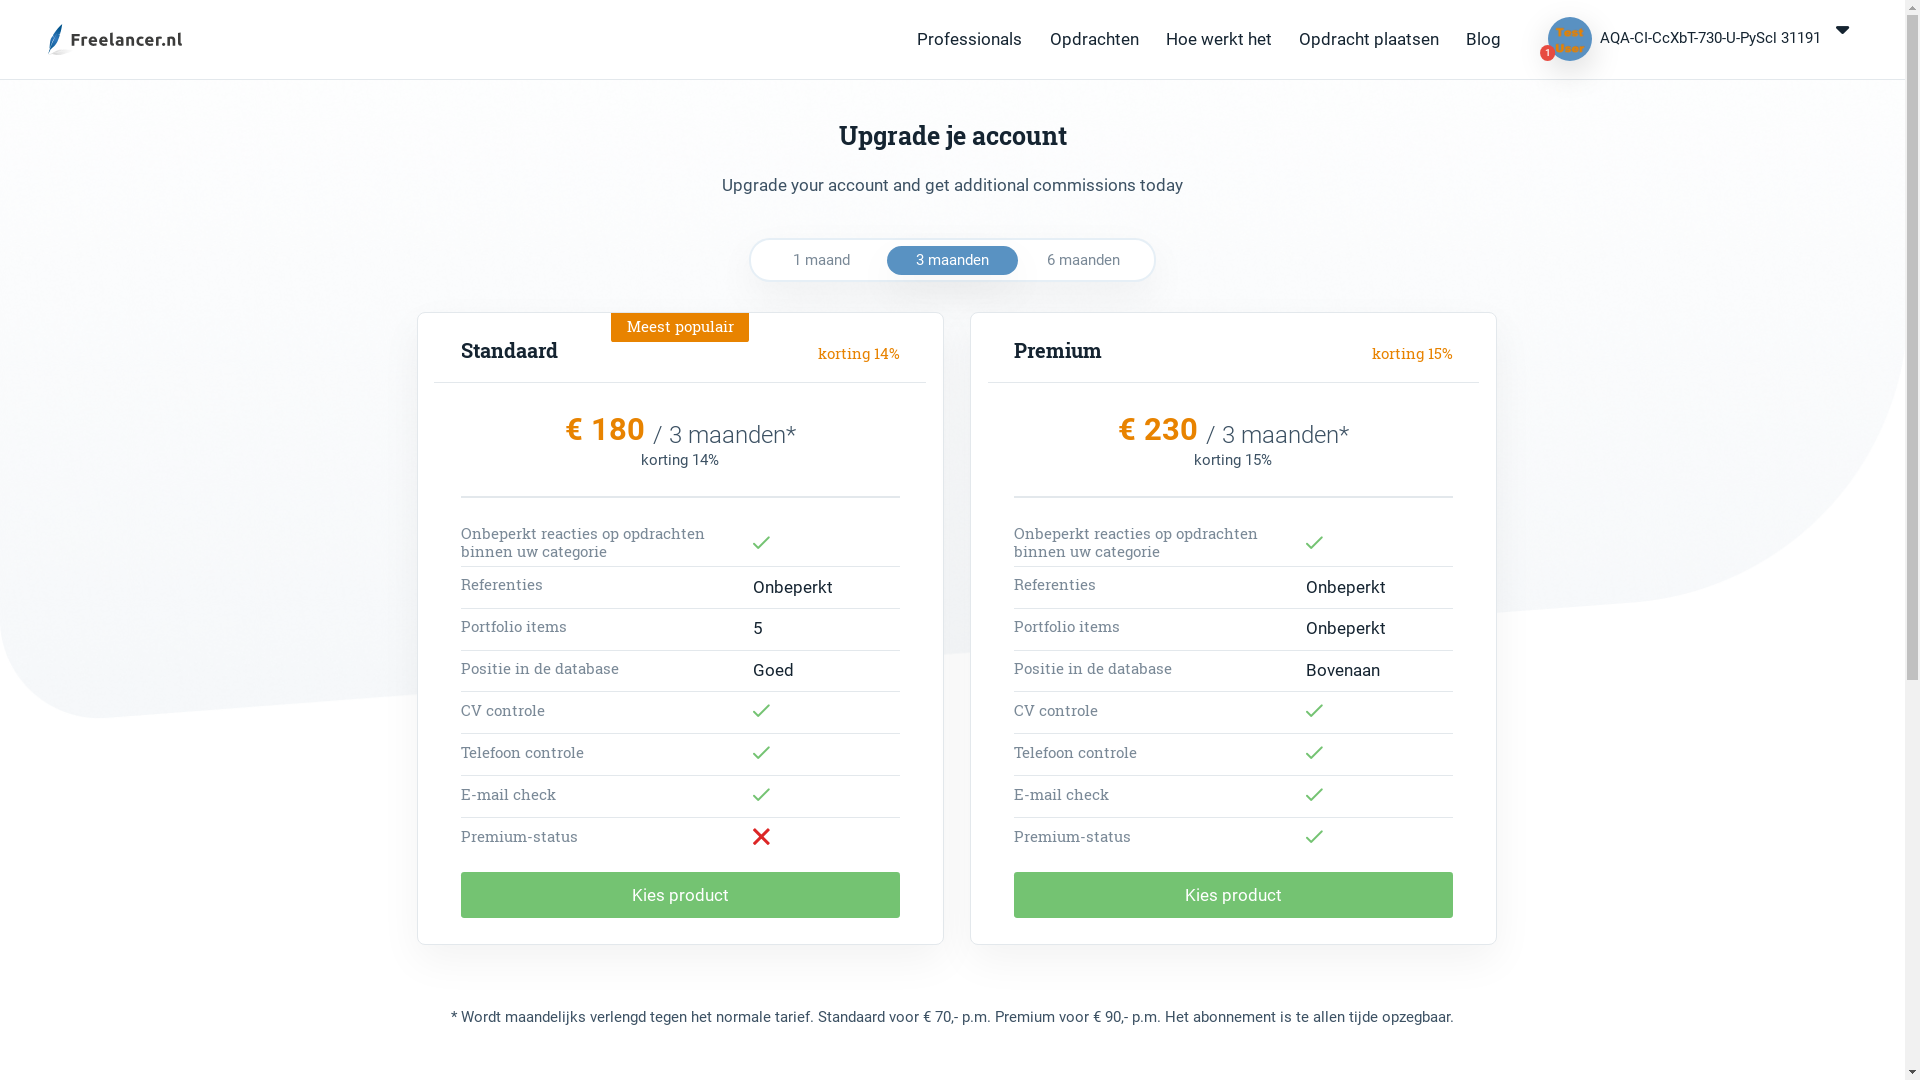 Freelancer.nl
Professionals Opdrachten Hoe werkt het Opdracht plaatsen Blog
Test User
1
AQA-CI-CcXbT-730-U-PyScl 31191
Upgrade je account
Upgrade your account and get additional commissions today
1 maand 3 maanden 6 maanden
Meest populair
Standaard
korting 14%
€ 180 / 3 maanden*
korting 14%
Onbeperkt reacties op opdrachten
binnen uw categorie
Referenties Onbeperkt
Portfolio items 5
Positie in de database Goed
CV controle
Telefoon controle
E-mail check
Premium-status
Kies product
Premium
korting 15%
€ 230 / 3 maanden*
korting 15%
Onbeperkt reacties op opdrachten
binnen uw categorie
Referenties Onbeperkt
Portfolio items Onbeperkt
Positie in de database Bovenaan
CV controle
Telefoon controle
E-mail check
Premium-status
Kies product
* Wordt maandelijks verlengd tegen het normale tarief. Standaard voor € 70,- p.m. Premium voor € 90,- p.m. Het abonnement is te allen tijde opzegbaar.